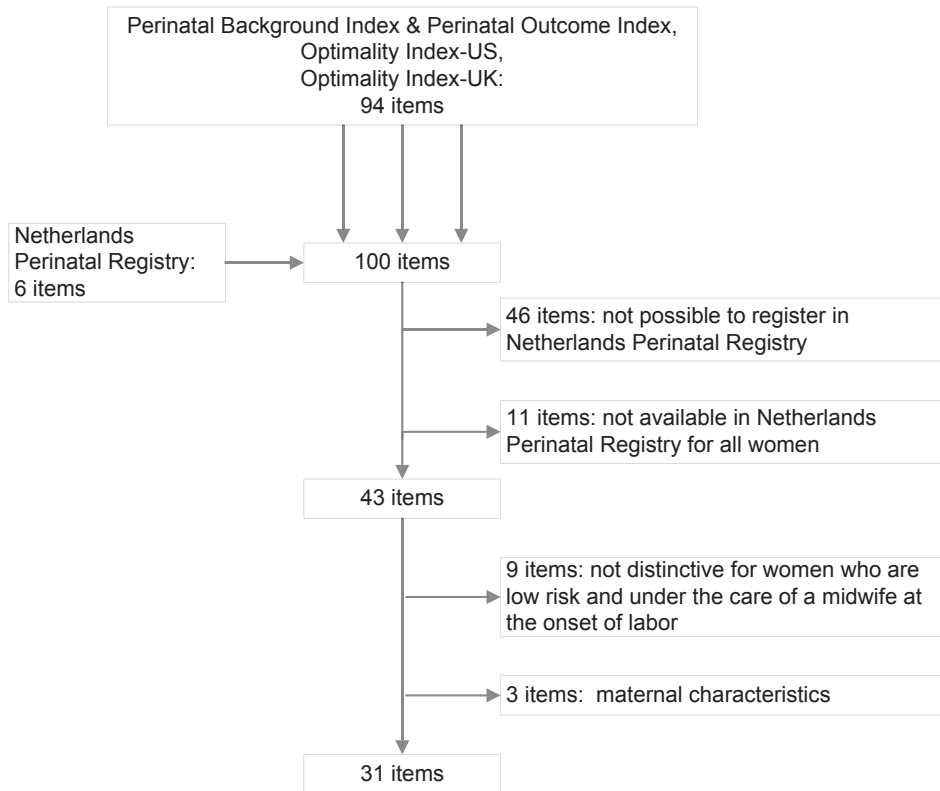 Perinatal Background Index & Perinatal Outcome Index,
Optimality Index-US,
Optimality Index-UK:
94 items
Netherlands
Perinatal Registry:
6 items
100 items
46 items: not possible to register in
Netherlands Perinatal Registry
11 items: not available in Netherlands
Perinatal Registry for all women
43 items
9 items: not distinctive for women who are
low risk and under the care of a midwife at
the onset of labor
3 items:  maternal characteristics
31 items